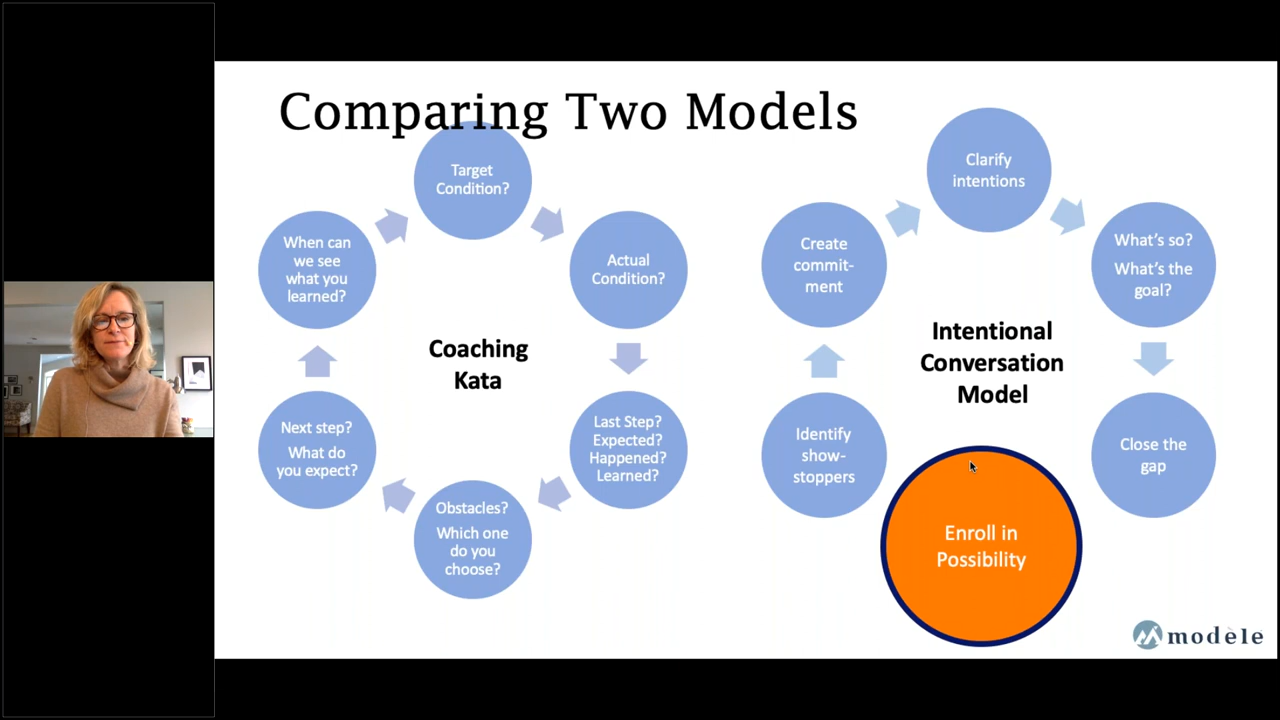 Comparing Two Models
Target
Condition?
Actual
Condition?
Last Step?
Expected?
Happened?
Learned?
Obstacles?
Which one
do you
choose?
Next step?
What do
you expect?
When can
we see
what you
learned?
Coaching
Kata
Clarify
intentions
What's so?
What's the
goal?
Close the
gap
Enroll in
Possibility
Identify
show-
stoppers
Create
commit-
ment
Intentional
Conversation
Model
modèle